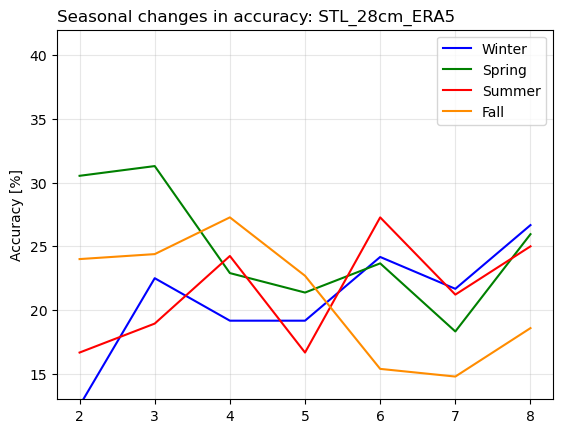 Seasonal changes in accuracy: STL_28cm_ERA5
Accuracy [%]
40
35
30
25
20
15
2 3 4 5 6 7 8
Winter
Spring
Summer
Fall